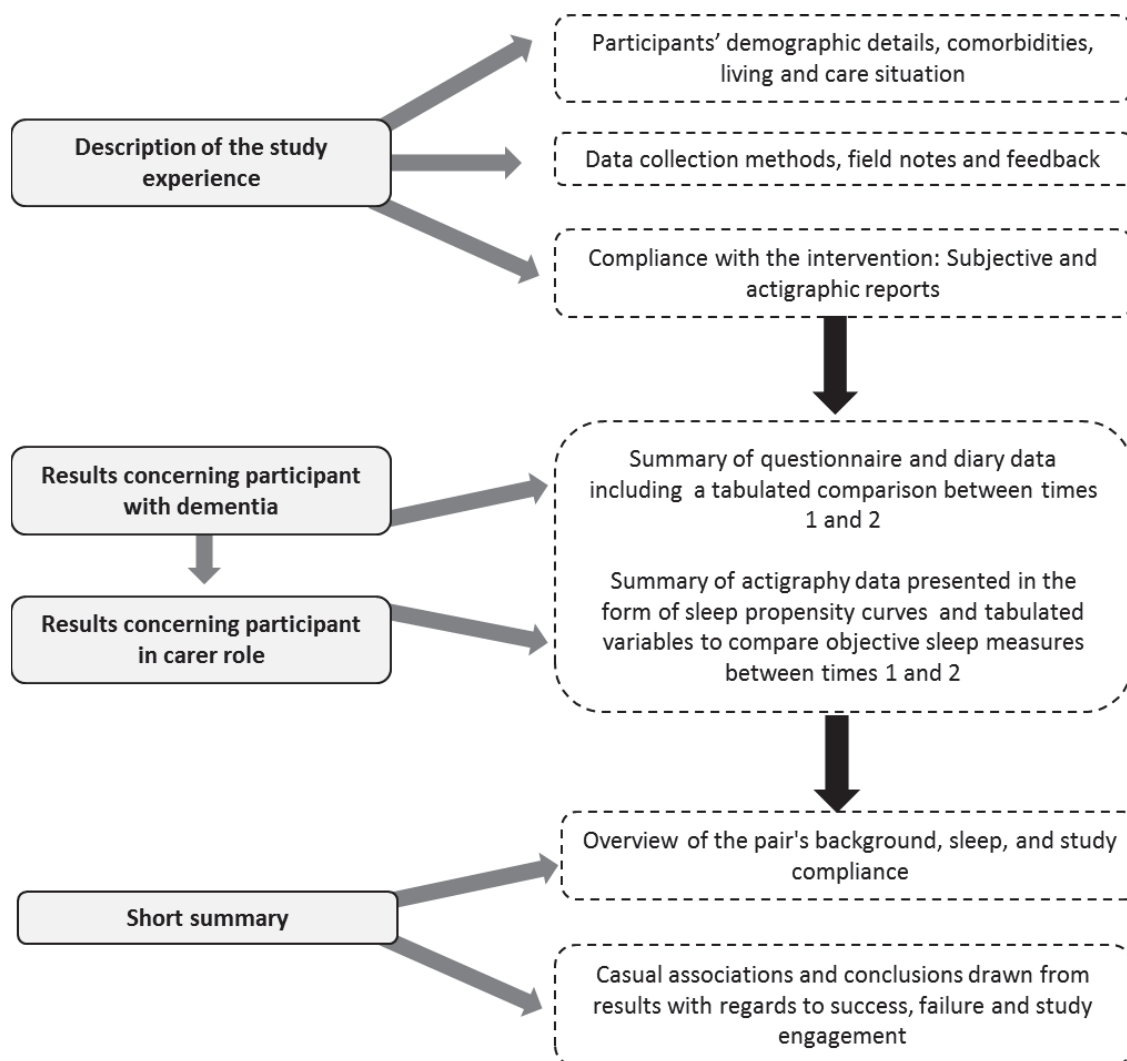 Participants' demographic details, comorbidities,
living and care situation
Description of the study
experience
Data collection methods, field notes and feedback
Compliance with the intervention: Subjective and
actigraphic reports
Results concerning participant
with dementia
Summary of questionnaire and diary data
including a tabulated comparison between times
1 and 2
Results concerning participant
in carer role
Summary of actigraphy data presented in the
form of sleep propensity curves and tabulated
variables to compare objective sleep measures
between times 1 and 2
Overview of the pair's background, sleep, and study
compliance
Short summary
Casual associations and conclusions drawn from
results with regards to success, failure and study
engagement